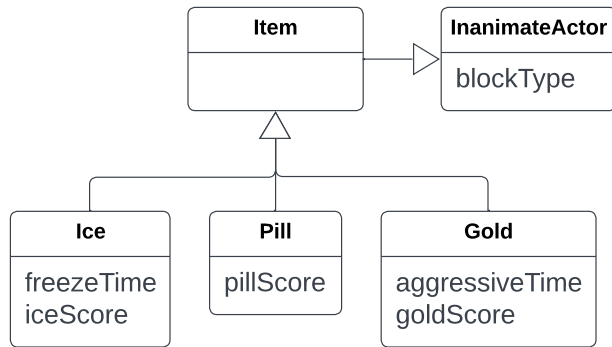 Item
InanimateActor
blockType
Ice
freezeTime
iceScore
Pill
pillScore
Gold
aggressiveTime
goldScore